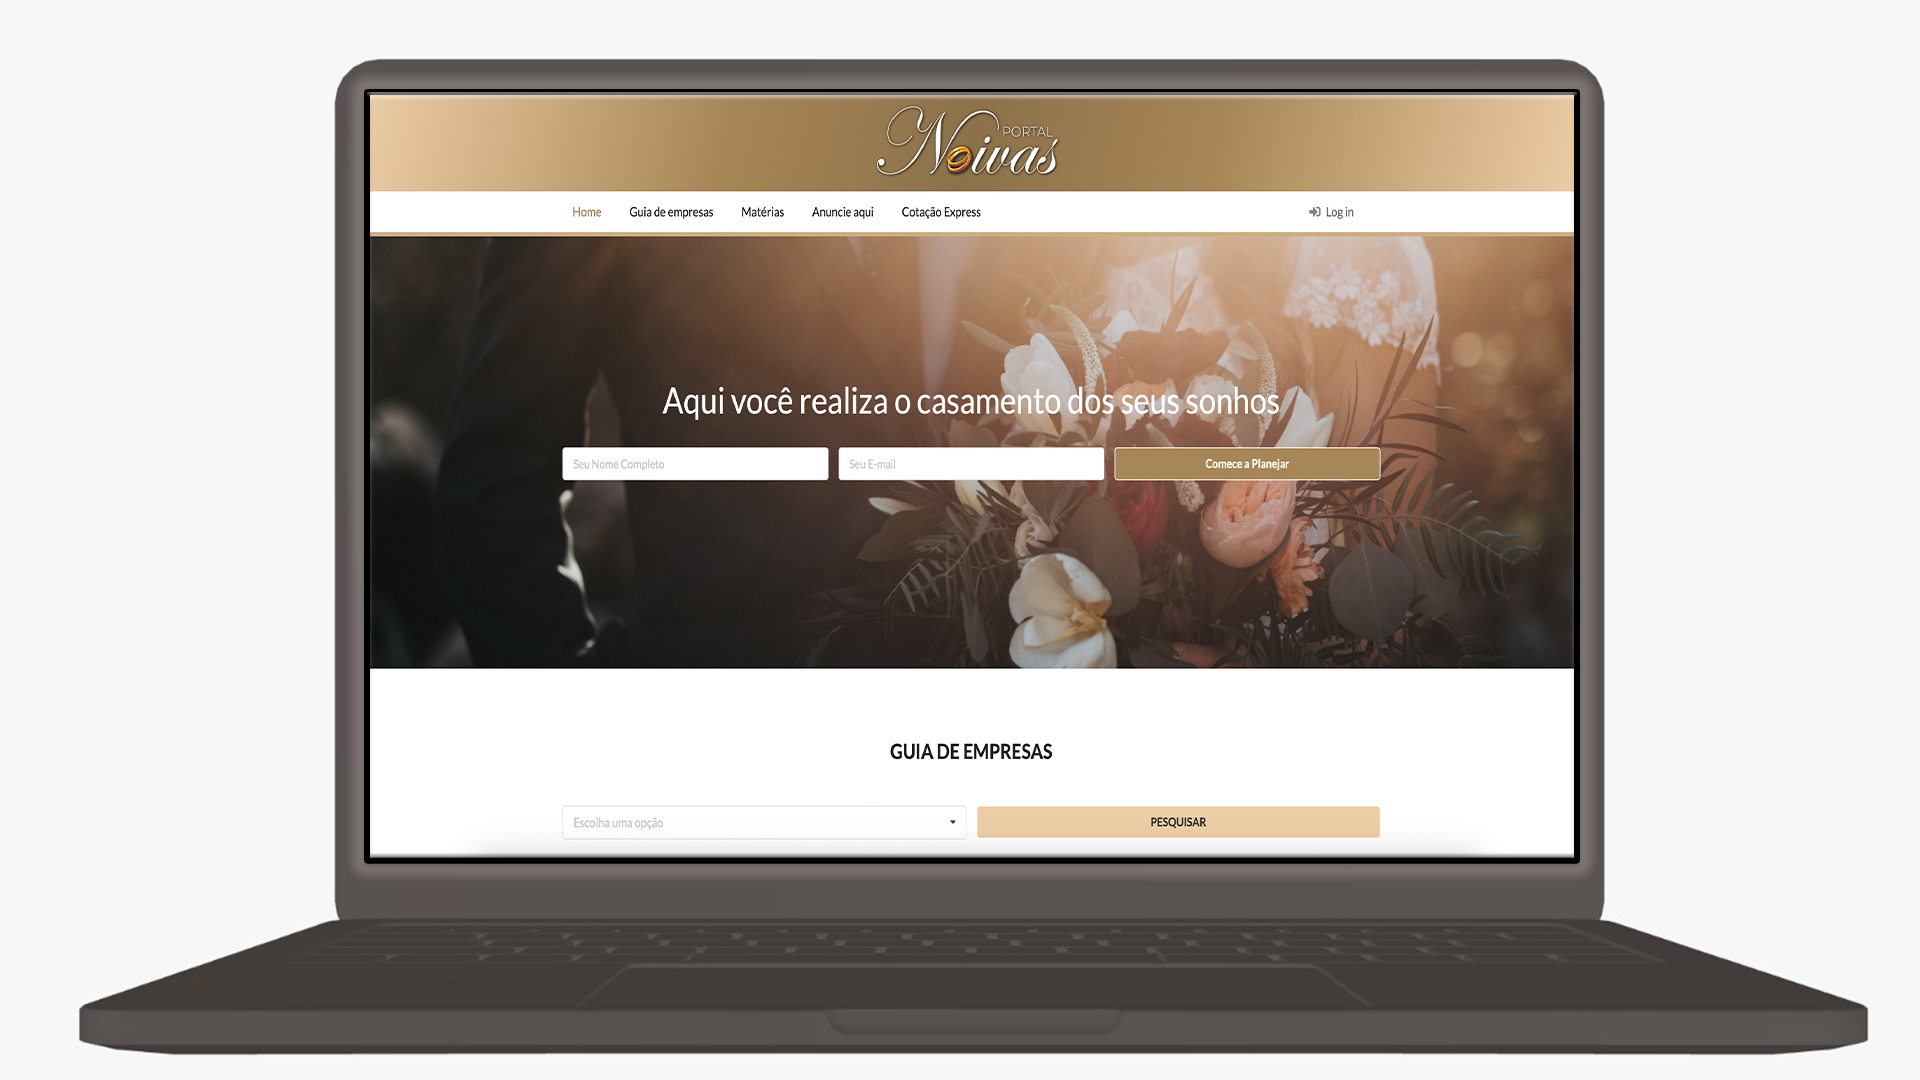 PORTAL
Noivas
Home Guia de empresas Matérias Anuncie aqui Cotação Express Log in
Aqui você realiza o casamento dos seus sonhos
Seu Nome Completo Seu E-mail Comece a Planejar
GUIA DE EMPRESAS
Escolha uma opção PESQUISAR